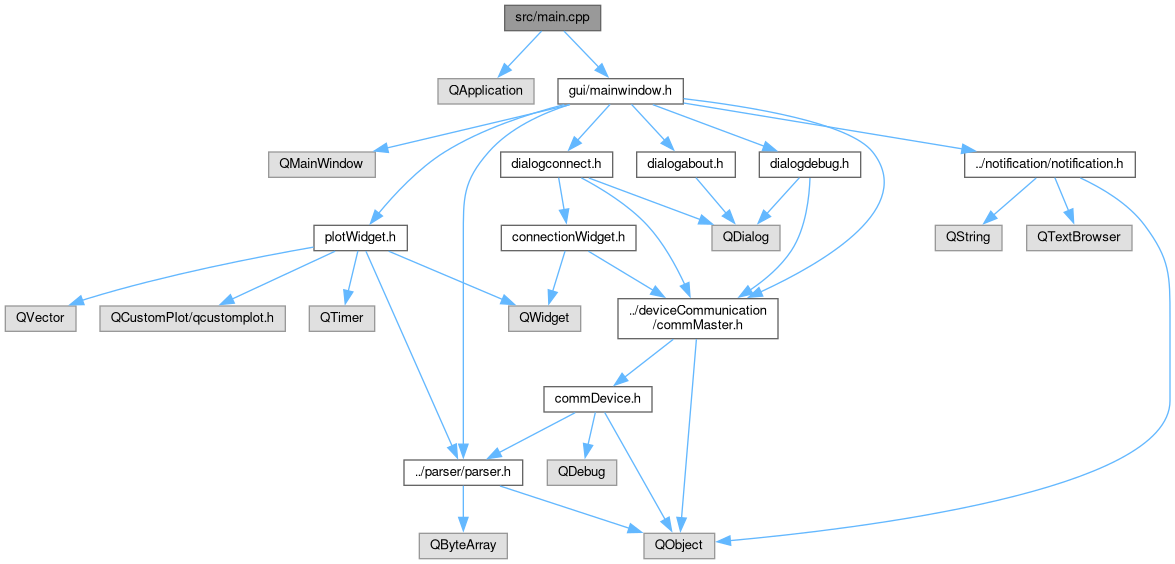 src/main.cpp
QApplication
gui/mainwindow.h
QMainWindow
dialogconnect.h
dialogabout.h
dialogdebug.h
../notification/notification.h
plotWidget.h
connectionWidget.h
QDialog
QString
QTextBrowser
QVector
QCustomPlot/qcustomplot.h
QTimer
QWidget
../deviceCommunication
/commMaster.h
commDevice.h
../parser/parser.h
QDebug
QByteArray
QObject